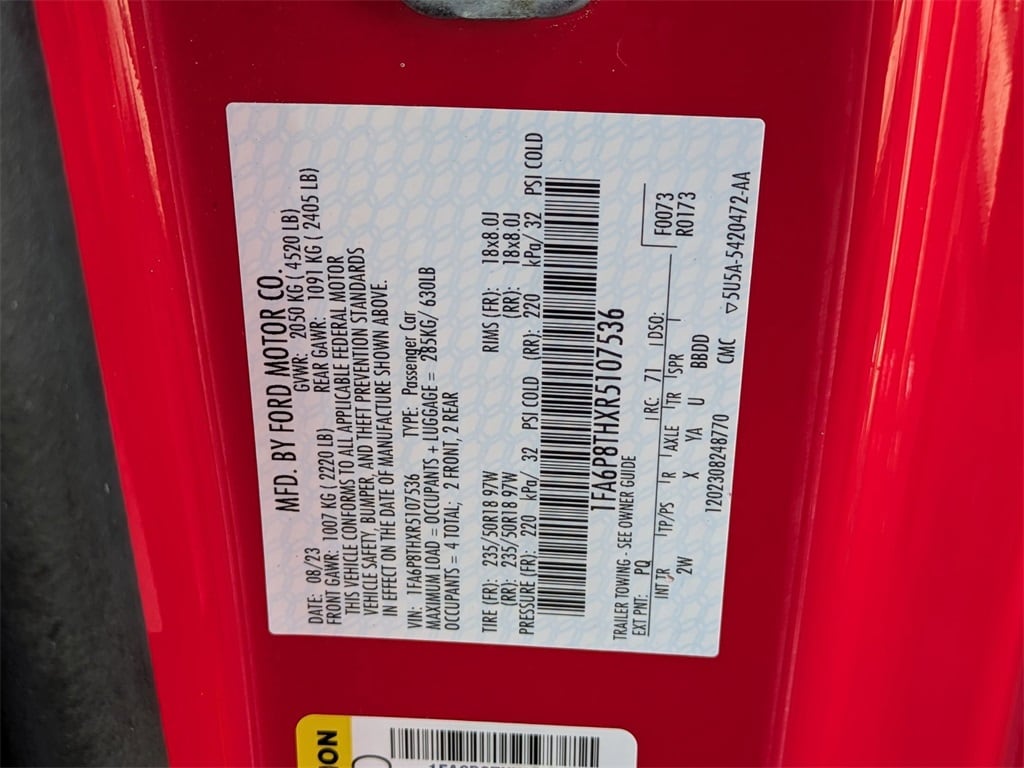 MFD. BY FORD MOTOR CO.
DATE: 08/23 GVWR: 2050 KG ( 4520 LB)
FRONT GAWR: 1007 KG ( 2220 LB) REAR GAWR: 1091 KG ( 2405 LB)
THIS VEHICLE CONFORMS TO ALL APPLICABLE FEDERAL MOTOR
VEHICLE SAFETY, BUMPER, AND THEFT PREVENTION STANDARDS
IN EFFECT ON THE DATE OF MANUFACTURE SHOWN ABOVE.
VIN: 1FA6P8THXR5107536 TYPE: Passenger Car
MAXIMUM LOAD = OCCUPANTS + LUGGAGE = 285KG/ 630LB
OCCUPANTS = 4 TOTAL; 2 FRONT, 2 REAR
TIRE (FR): 235/50R18 97W RIMS (FR): 18x8.0J
(RR): 235/50R18 97W (RR): 18x8.0J
PRESSURE (FR): 220 kPa/ 32 PSI COLD (RR): 220 kPa/ 32 PSI COLD
1FA6P8THXR5107536
TRAILER TOWING - SEE OWNER GUIDE
EXT PNT: PQ RC: 71 DSO: F0073
R0173
INT TR TP/PS R AXLE TR SPR
2W X YA U BBDD
1202308248770 CMC ▽5U5A-5420472-AA